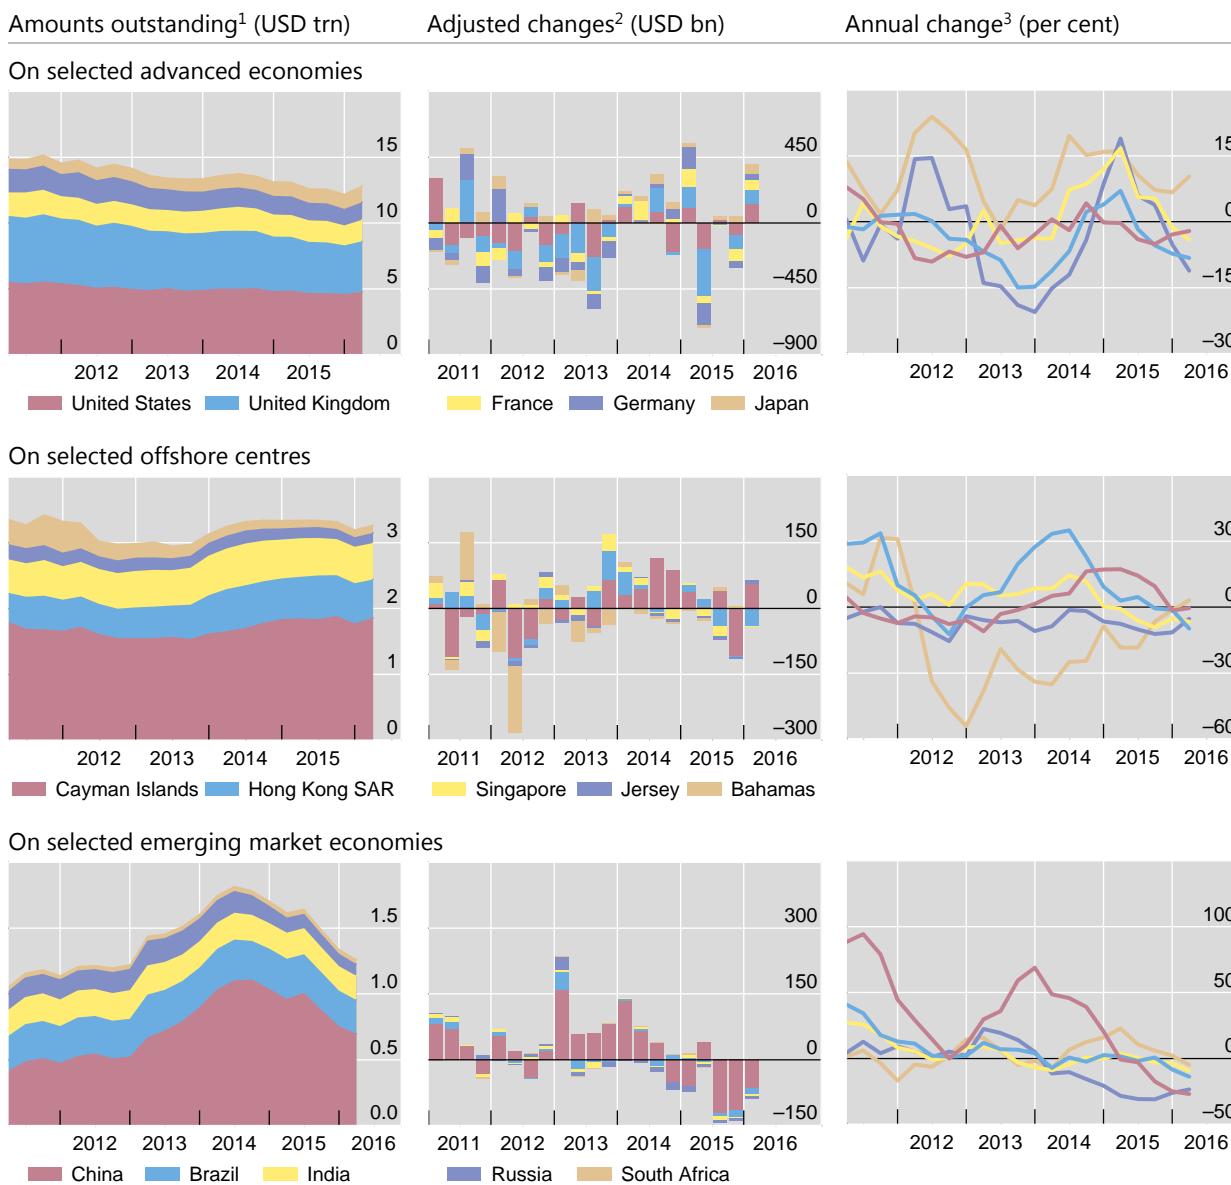 Amounts outstanding1 (USD trn) Adjusted changes2 (USD bn) Annual change3 (per cent)
On selected advanced economies
15 450 15
10 0 0
5 –450 –15
0 –900 –30
2012 2013 2014 2015 2011 2012 2013 2014 2015 2016 2012 2013 2014 2015 2016
United States United Kingdom France Germany Japan
On selected offshore centres
3 150 30
2 0 0
1 –150 –30
0 –300 –60
2012 2013 2014 2015 2011 2012 2013 2014 2015 2016 2012 2013 2014 2015 2016
Cayman Islands Hong Kong SAR Singapore Jersey Bahamas
On selected emerging market economies
1.5 300 100
1.0 150 50
0.5 0 0
0.0 –150 –50
2012 2013 2014 2015 2016 2011 2012 2013 2014 2015 2016 2012 2013 2014 2015 2016
China Brazil India Russia South Africa